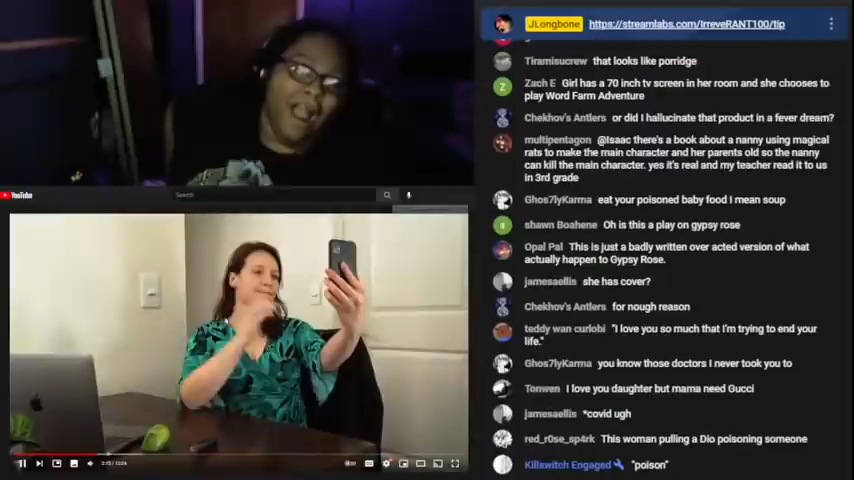 JLongbone https://streamlabs.com/IrreveRANT100/tip
Tiramisucrew that looks like porridge
Zach E Girl has a 70 inch tv screen in her room and she chooses to
play Word Farm Adventure
Chekhov's Antlers or did I hallucinate that product in a fever dream?
multipentagon @Isaac there's a book about a nanny using magical
rats to make the main character and her parents old so the nanny
can kill the main character. yes it's real and my teacher read it to us
in 3rd grade
Ghos7lyKarma eat your poisoned baby food I mean soup
shawn Boahene Oh is this a play on gypsy rose
Opal Pal This is just a badly written over acted version of what
actually happen to Gypsy Rose.
jamesaellis she has cover?
Chekhov's Antlers for nough reason
teddy wan curlobi "I love you so much that I'm trying to end your
life."
Ghos7lyKarma you know those doctors I never took you to
Tonwen I love you daughter but mama need Gucci
jamesaellis *covid ugh
red_r0se_sp4rk This woman pulling a Dio poisoning someone
Killswitch Engaged "poison"
YouTube
Search